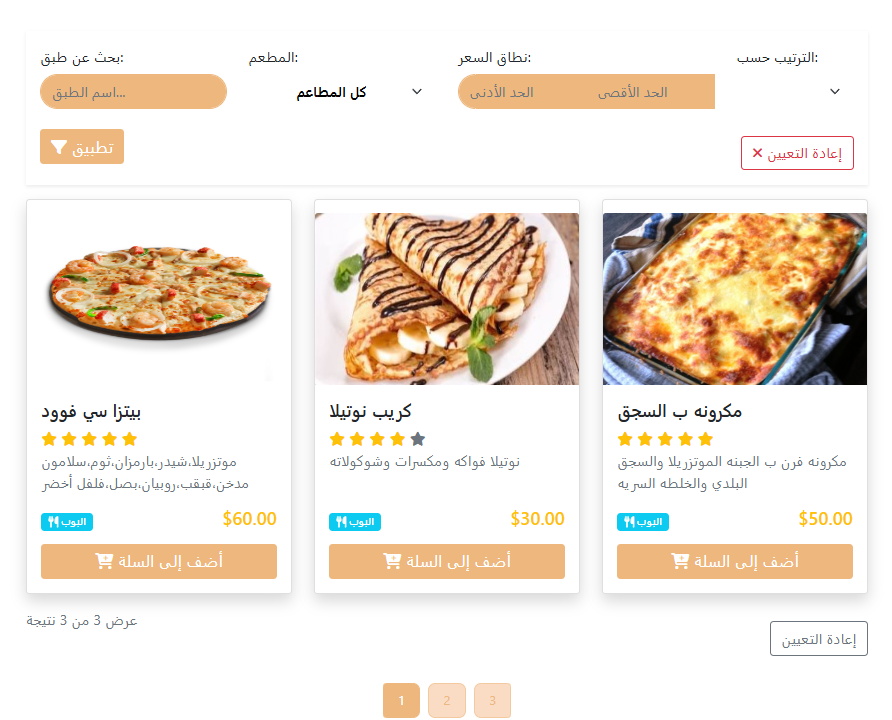 بحث عن طبق:
المطعم:
نطاق السعر:
الترتيب حسب:
اسم الطبق...
كل المطاعم
الحد الأدنى
الحد الأقصى
تطبيق
إعادة التعيين
بيتزا سي فوود
موتزريلا،شيدر،بارمزان،ثوم،سلامون
مدخن،قبقب،روبيان،بصل،فلفل أخضر
البوب
$60.00
أضف إلى السلة
كريب نوتيلا
نوتيلا فواكه ومكسرات وشوكولاته
البوب
$30.00
أضف إلى السلة
مكرونه ب السجق
مكرونه فرن ب الجبنه الموتزريلا والسجق
البلدي والخلطه السريه
البوب
$50.00
أضف إلى السلة
عرض 3 من 3 نتيجة
إعادة التعيين
1
2
3